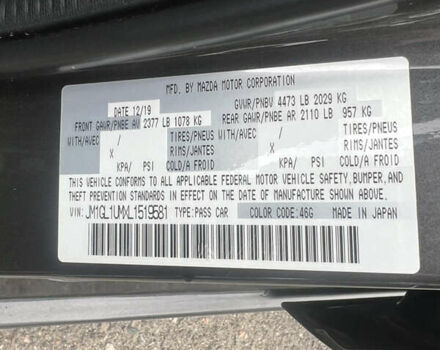 MFD. BY MAZDA MOTOR CORPORATION
DATE 12/19 GVWR/PNBV 4473 LB 2029 KG
FRONT GAWR/PNBE AV 2377 LB 1078 KG REAR GAWR/PNBE AR 2110 LB 957 KG
WITH/AVEC / TIRES/PNEUS WITH/AVEC / TIRES/PNEUS
X RIMS/JANTES X RIMS/JANTES
KPA/ PSI COLD/A FROID KPA/ PSI COLD/A FROID
THIS VEHICLE CONFORMS TO ALL APPLICABLE FEDERAL MOTOR VEHICLE SAFETY, BUMPER, AND
THEFT PREVENTION STANDARDS IN EFFECT ON THE DATE OF MANUFACTURE SHOWN ABOVE.
VIN: JM1GL1UMXL1519581 TYPE: PASS CAR COLOR CODE: 46G MADE IN JAPAN